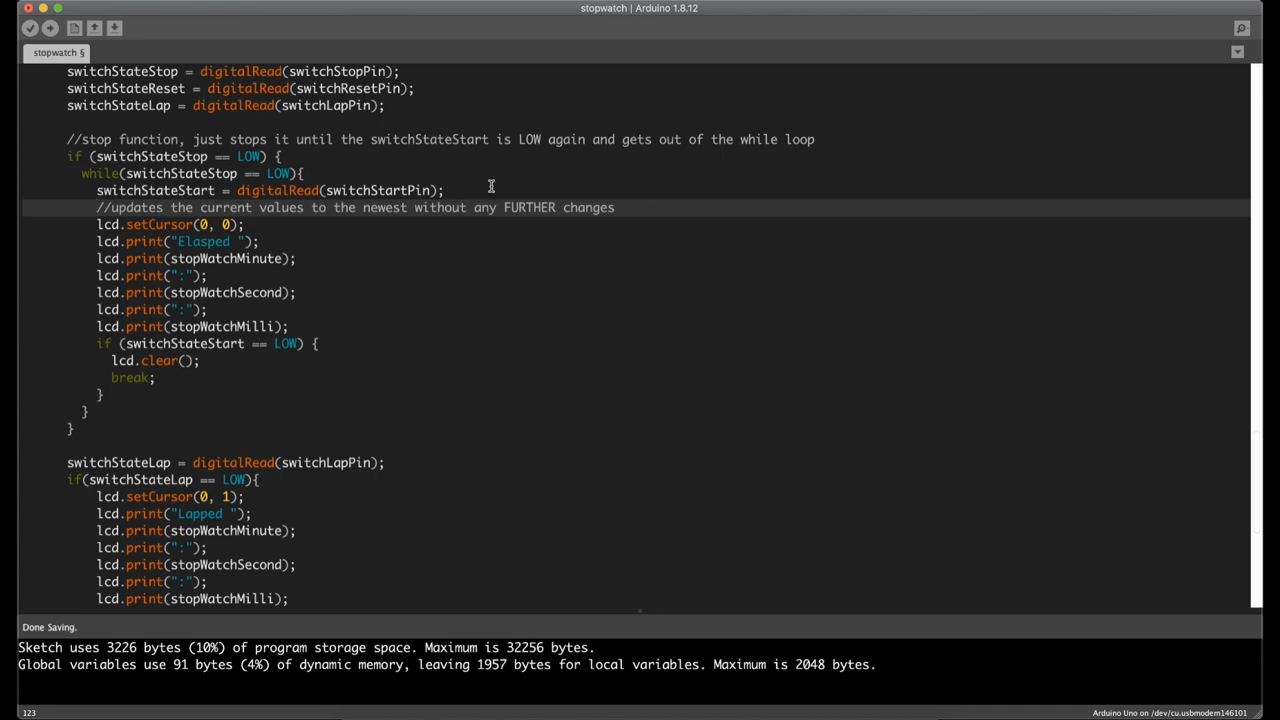 stopwatch | Arduino 1.8.12
stopwatch §
switchStateStop = digitalRead(switchStopPin);
switchStateReset = digitalRead(switchResetPin);
switchStateLap = digitalRead(switchLapPin);
//stop function, just stops it until the switchStateStart is LOW again and gets out of the while loop
if (switchStateStop == LOW) {
while(switchStateStop == LOW){
switchStateStart = digitalRead(switchStartPin);
//updates the current values to the newest without any FURTHER changes
lcd.setCursor(0, 0);
lcd.print("Elasped ");
lcd.print(stopWatchMinute);
lcd.print(":");
lcd.print(stopWatchSecond);
lcd.print(":");
lcd.print(stopWatchMilli);
if (switchStateStart == LOW) {
lcd.clear();
break;
}
}
}
switchStateLap = digitalRead(switchLapPin);
if(switchStateLap == LOW){
lcd.setCursor(0, 1);
lcd.print("Lapped ");
lcd.print(stopWatchMinute);
lcd.print(":");
lcd.print(stopWatchSecond);
lcd.print(":");
lcd.print(stopWatchMilli);
Done Saving.
Sketch uses 3226 bytes (10%) of program storage space. Maximum is 32256 bytes.
Global variables use 91 bytes (4%) of dynamic memory, leaving 1957 bytes for local variables. Maximum is 2048 bytes.
123
Arduino Uno on /dev/cu.usbmodem146101